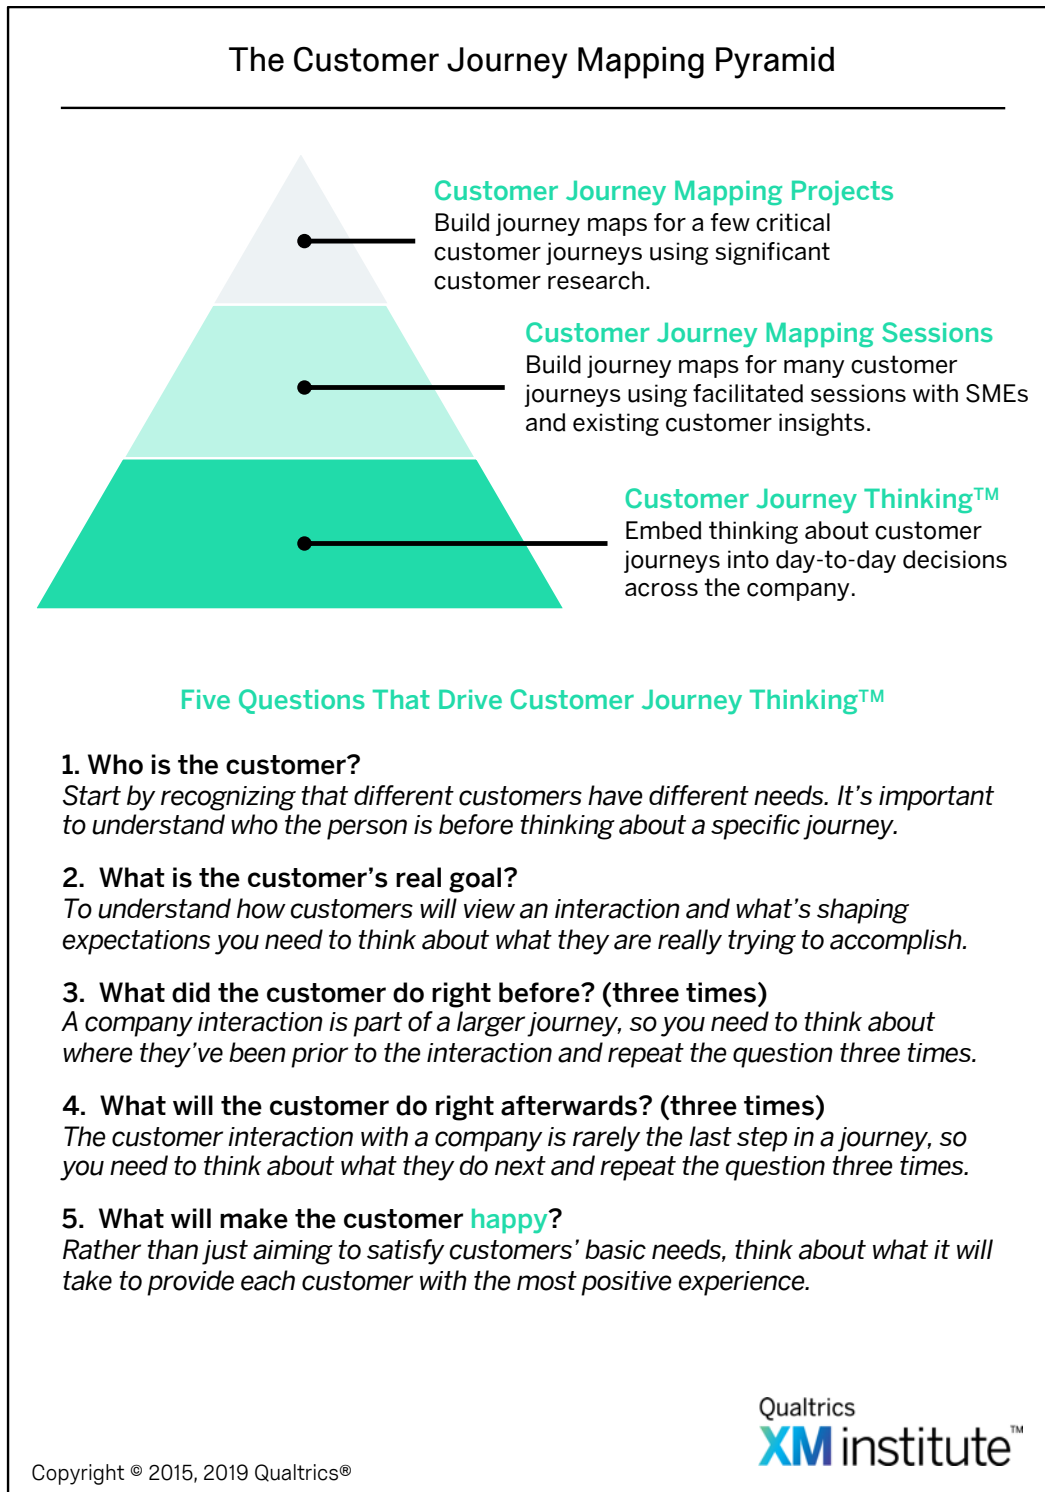 The Customer Journey Mapping Pyramid
Customer Journey Mapping Projects
Build journey maps for a few critical
customer journeys using significant
customer research.
Customer Journey Mapping Sessions
Build journey maps for many customer
journeys using facilitated sessions with SMEs
and existing customer insights.
Customer Journey Thinking™
Embed thinking about customer
journeys into day-to-day decisions
across the company.
Five Questions That Drive Customer Journey Thinking™
1. Who is the customer?
Start by recognizing that different customers have different needs. It’s important
to understand who the person is before thinking about a specific journey.
2. What is the customer’s real goal?
To understand how customers will view an interaction and what’s shaping
expectations you need to think about what they are really trying to accomplish.
3. What did the customer do right before? (three times)
A company interaction is part of a larger journey, so you need to think about
where they’ve been prior to the interaction and repeat the question three times.
4. What will the customer do right afterwards? (three times)
The customer interaction with a company is rarely the last step in a journey, so
you need to think about what they do next and repeat the question three times.
5. What will make the customer happy?
Rather than just aiming to satisfy customers’ basic needs, think about what it will
take to provide each customer with the most positive experience.
Qualtrics
XM institute™
Copyright © 2015, 2019 Qualtrics®